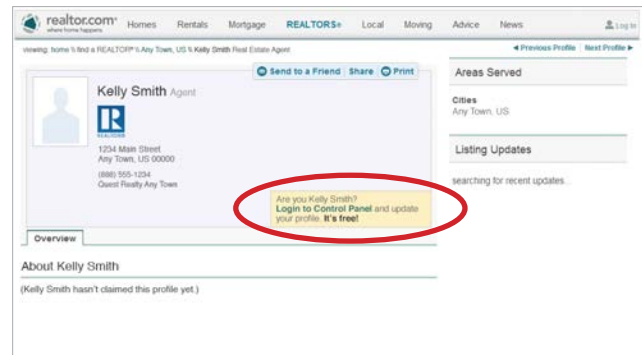 realtor.com®
where home happens
Homes Rentals Mortgage REALTORS® Local Moving Advice News Log In
viewing: home \\ find a REALTOR® \\ Any Town, US \\ Kelly Smith Real Estate Agent
◄ Previous Profile | Next Profile ►
Send to a Friend | Share | Print
Kelly Smith Agent
R
REALTOR®
1234 Main Street
Any Town, US 00000
(888) 555-1234
Quest Realty Any Town
Are you Kelly Smith?
Login to Control Panel and update
your profile. It's free!
Areas Served
Cities
Any Town, US
Listing Updates
searching for recent updates...
Overview
About Kelly Smith
(Kelly Smith hasn't claimed this profile yet.)